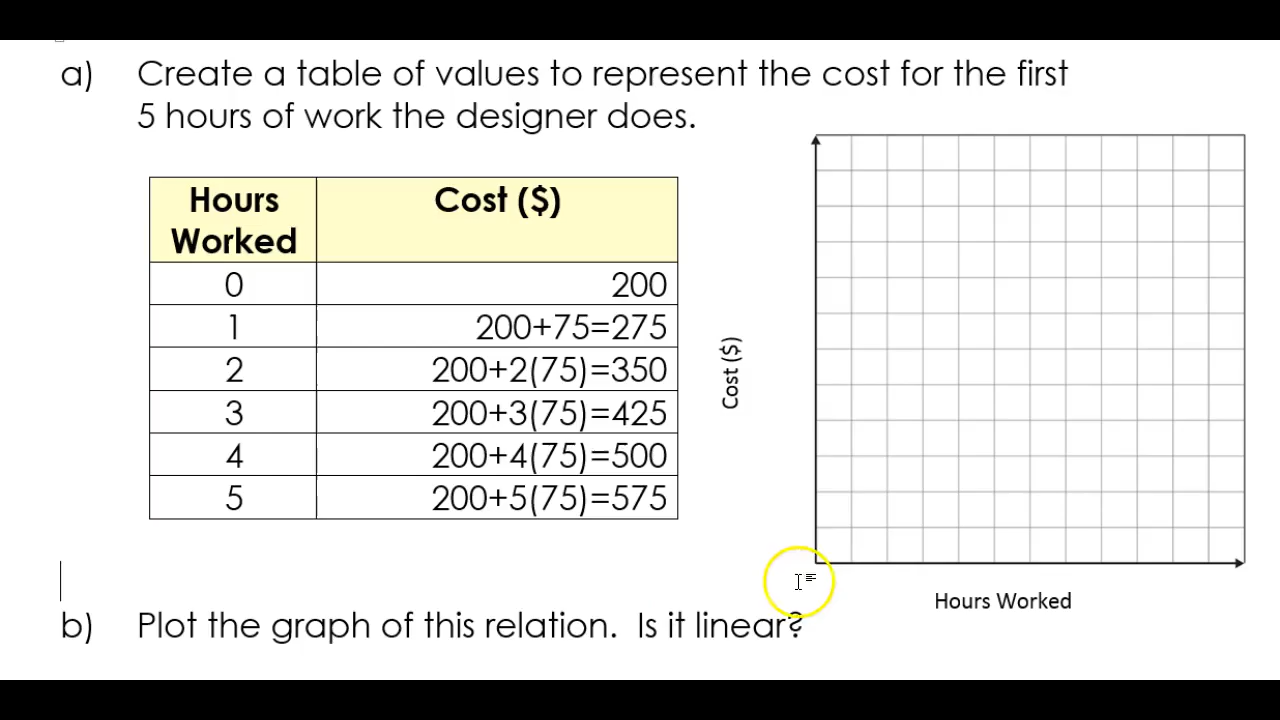 a) Create a table of values to represent the cost for the first
5 hours of work the designer does.
Hours Worked Cost ($)
0 200
1 200+75=275
2 200+2(75)=350
3 200+3(75)=425
4 200+4(75)=500
5 200+5(75)=575
Cost ($)
Hours Worked
b) Plot the graph of this relation. Is it linear?